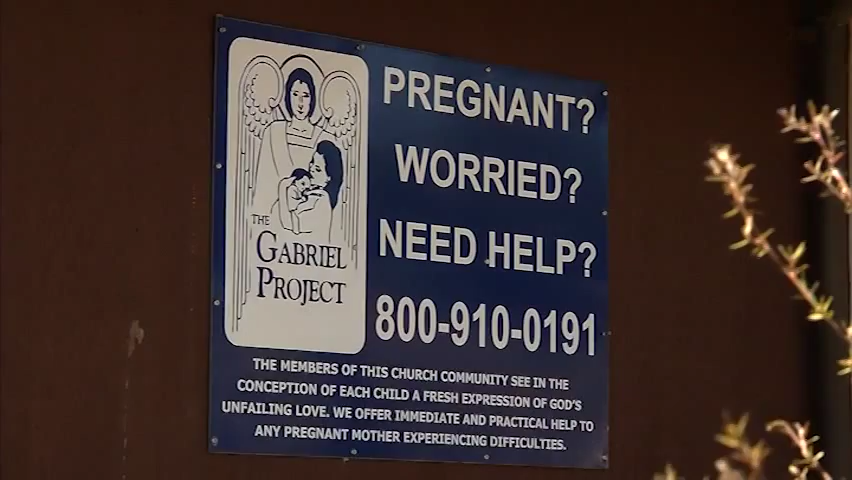 THE
GABRIEL
PROJECT
PREGNANT?
WORRIED?
NEED HELP?
800-910-0191
THE MEMBERS OF THIS CHURCH COMMUNITY SEE IN THE
CONCEPTION OF EACH CHILD A FRESH EXPRESSION OF GOD'S
UNFAILING LOVE. WE OFFER IMMEDIATE AND PRACTICAL HELP TO
ANY PREGNANT MOTHER EXPERIENCING DIFFICULTIES.